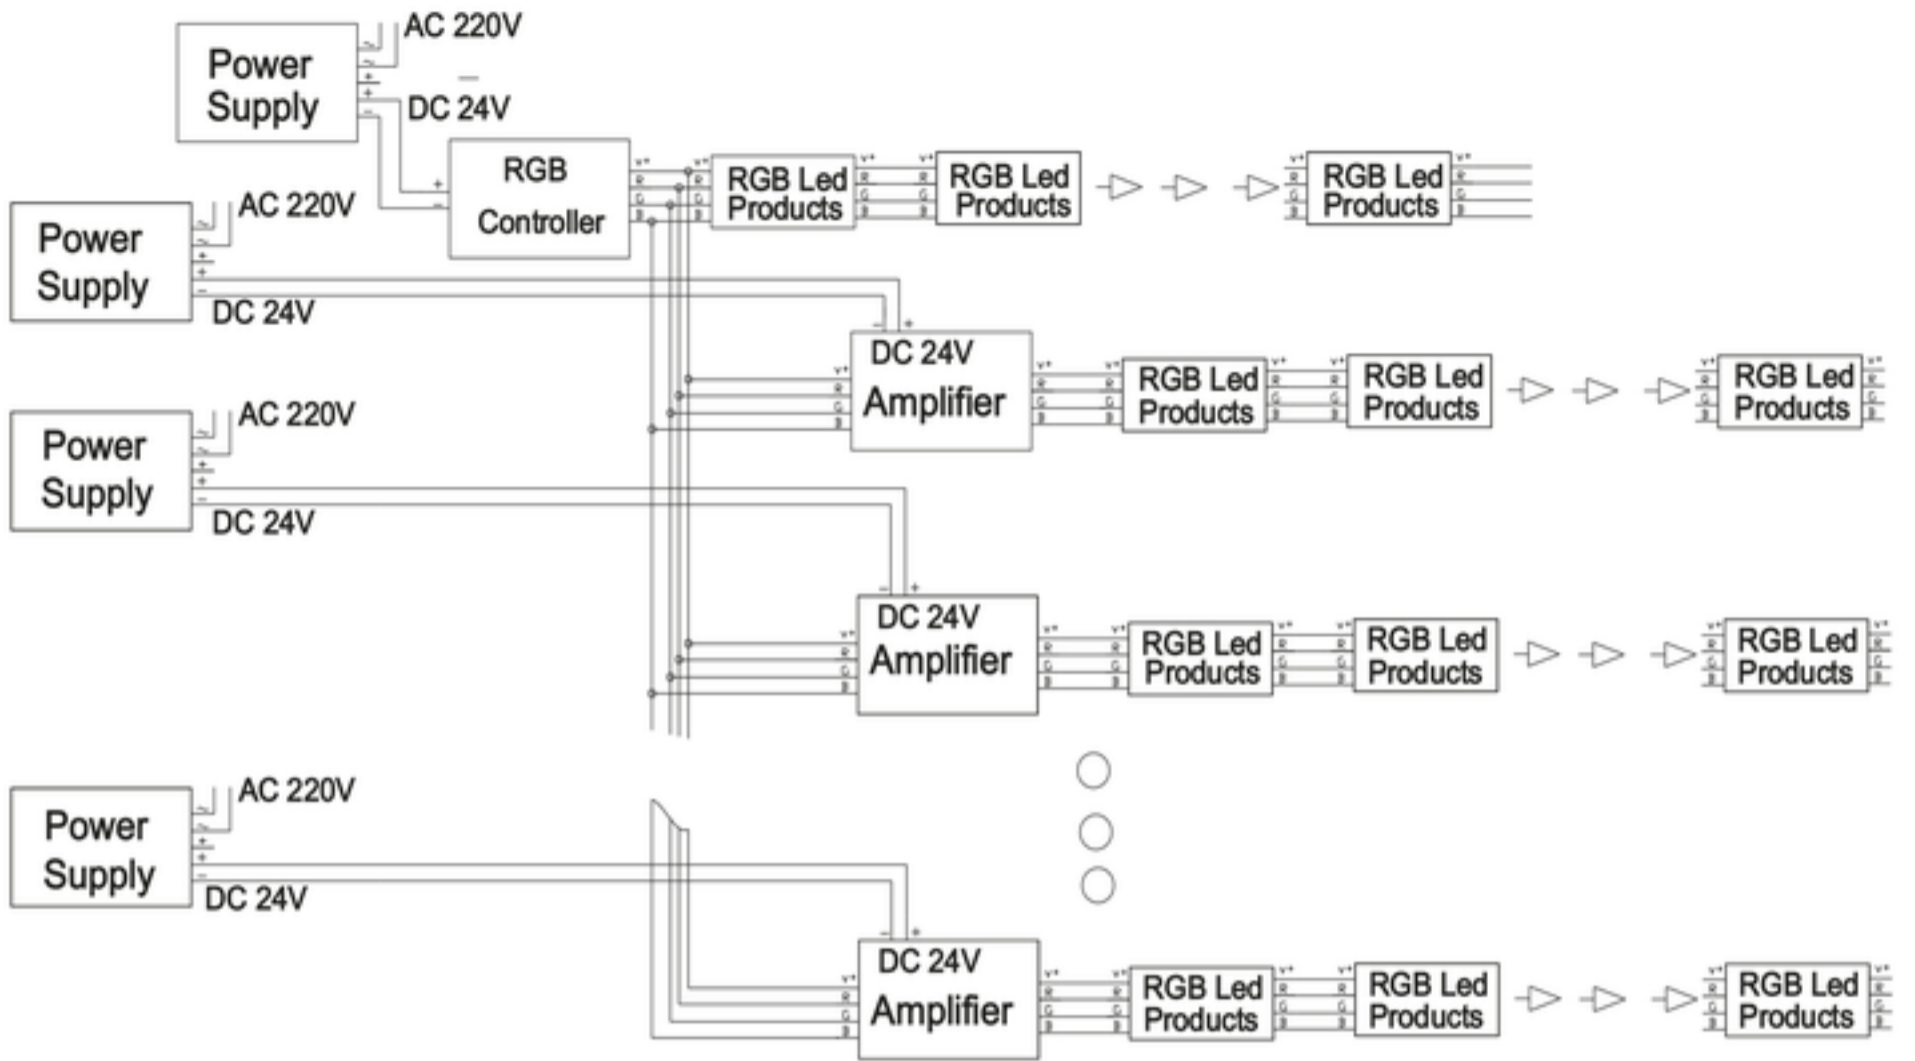 AC 220V
Power
Supply
DC 24V
RGB
Controller
RGB Led
Products
RGB Led
Products
RGB Led
Products
AC 220V
Power
Supply
DC 24V
DC 24V
Amplifier
RGB Led
Products
RGB Led
Products
RGB Led
Products
AC 220V
Power
Supply
DC 24V
DC 24V
Amplifier
RGB Led
Products
RGB Led
Products
RGB Led
Products
AC 220V
Power
Supply
DC 24V
DC 24V
Amplifier
RGB Led
Products
RGB Led
Products
RGB Led
Products